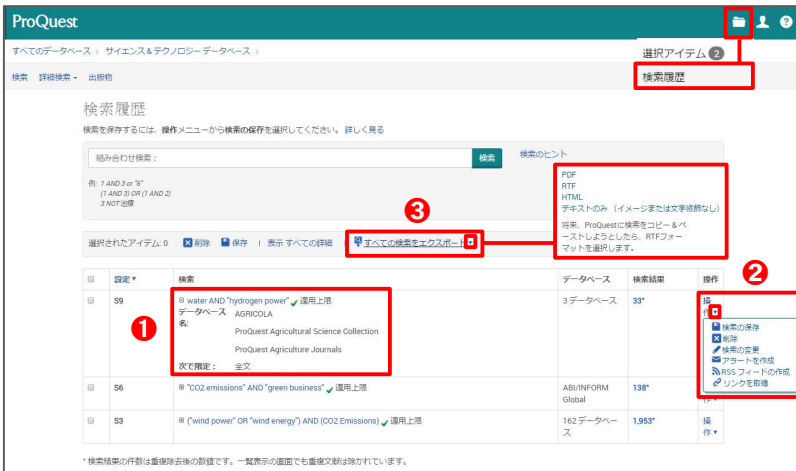 ProQuest
すべてのデータベース › サイエンス&テクノロジー データベース ›
選択アイテム 2
検索 詳細検索 出版物
検索履歴
検索履歴
検索を保存するには、操作メニューから検索の保存を選択してください。 詳しく見る
組み合わせ検索：
検索
検索のヒント
例: 1 AND 3 or "6"
(1 AND 3) OR (1 AND 2)
3 NOT 治療
PDF
RTF
HTML
テキストのみ （イメージまたは文字修飾なし）
将来、ProQuestに検索をコピー & ペ
ーストしようとしたら、RTFフォー
マットを選択します。
❸
選択されたアイテム: 0 削除 保存 | 表示 すべての詳細 | すべての検索をエクスポート
設定 検索 データベース 検索結果 操作
❷
❶
S9 water AND "hydrogen power" 適用上限 3 データベース 33* 操
作
データベース AGRICOLA
名:
ProQuest Agricultural Science Collection
ProQuest Agriculture Journals
次で限定： 全文
検索の保存
削除
検索の変更
アラートを作成
RSS フィードの作成
リンクを取得
S6 "CO2 emissions" AND "green business" 適用上限 ABI/INFORM 138*
Global
作
S3 ("wind power" OR "wind energy") AND (CO2 Emissions) 適用上限 162 データベー 1,953* 操
ス 作
* 検索結果の件数は重複除去後の数値です。一覧表示の画面でも重複文献は除かれています。